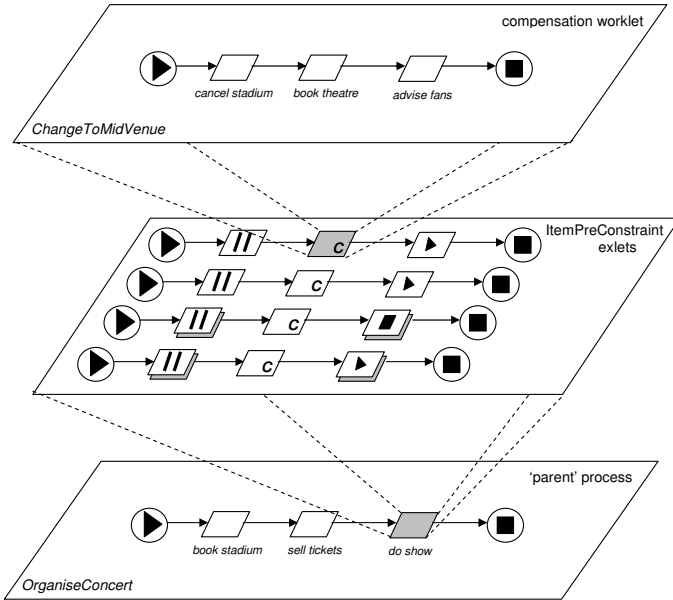 compensation worklet
cancel stadium
book theatre
advise fans
ChangeToMidVenue
ItemPreConstraint
exlets
C
C
C
C
'parent' process
book stadium
sell tickets
do show
OrganiseConcert